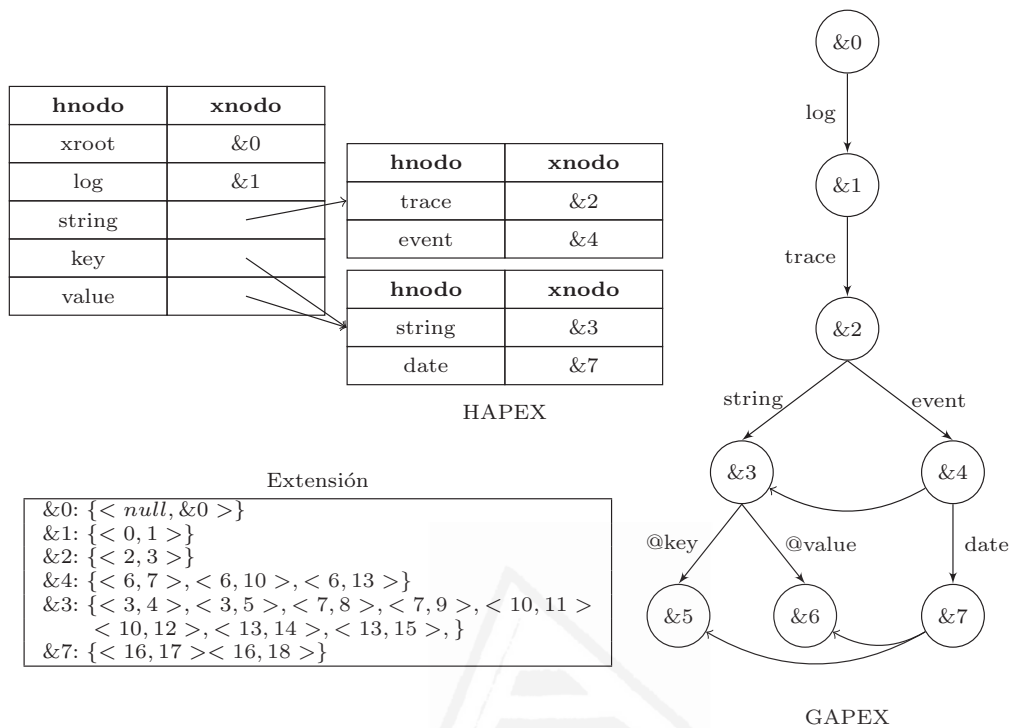 &0
log
hnodo xnodo
xroot &0
log &1
string
key
value
hnodo xnodo
trace &2
event &4
hnodo xnodo
string &3
date &7
HAPEX
&1
trace
&2
string event
&3 &4
@key @value date
&5 &6 &7
GAPEX
Extensión
&0: {< null, &0 >}
&1: {< 0, 1 >}
&2: {< 2, 3 >}
&4: {< 6, 7 >, < 6, 10 >, < 6, 13 >}
&3: {< 3, 4 >, < 3, 5 >, < 7, 8 >, < 7, 9 >, < 10, 11 >
< 10, 12 >, < 13, 14 >, < 13, 15 >, }
&7: {< 16, 17 >< 16, 18 >}